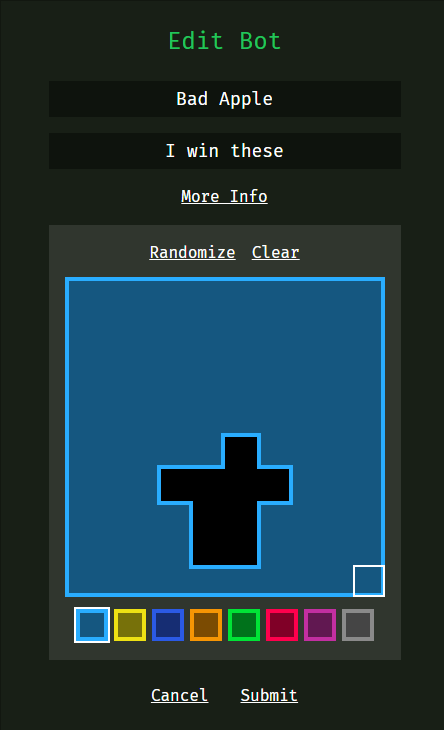 Edit Bot
Bad Apple
I win these
More Info
Randomize Clear
Cancel Submit